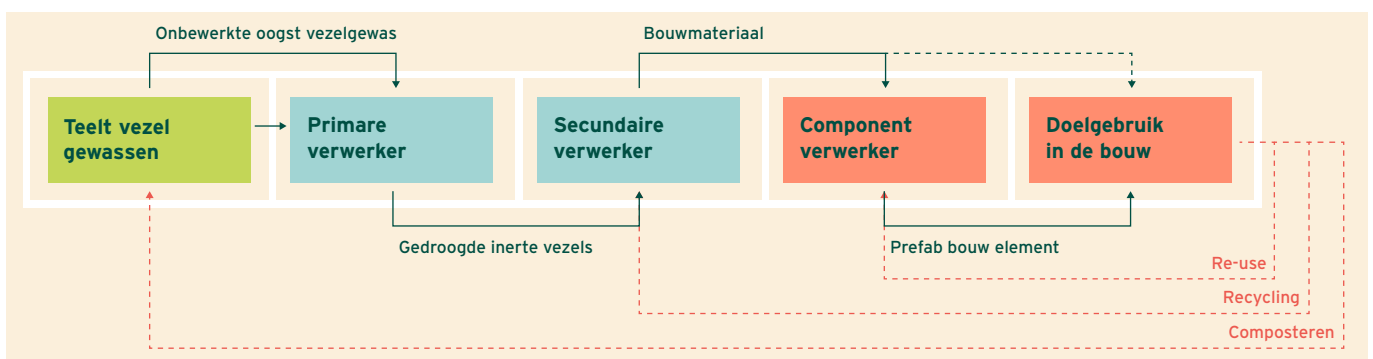 Onbewerkte oogst vezelgewas
Bouwmateriaal
Teelt vezel
gewassen
Primare
verwerker
Secundaire
verwerker
Component
verwerker
Doelgebruik
in de bouw
Gedroogde inerte vezels
Prefab bouw element
Re-use
Recycling
Composteren